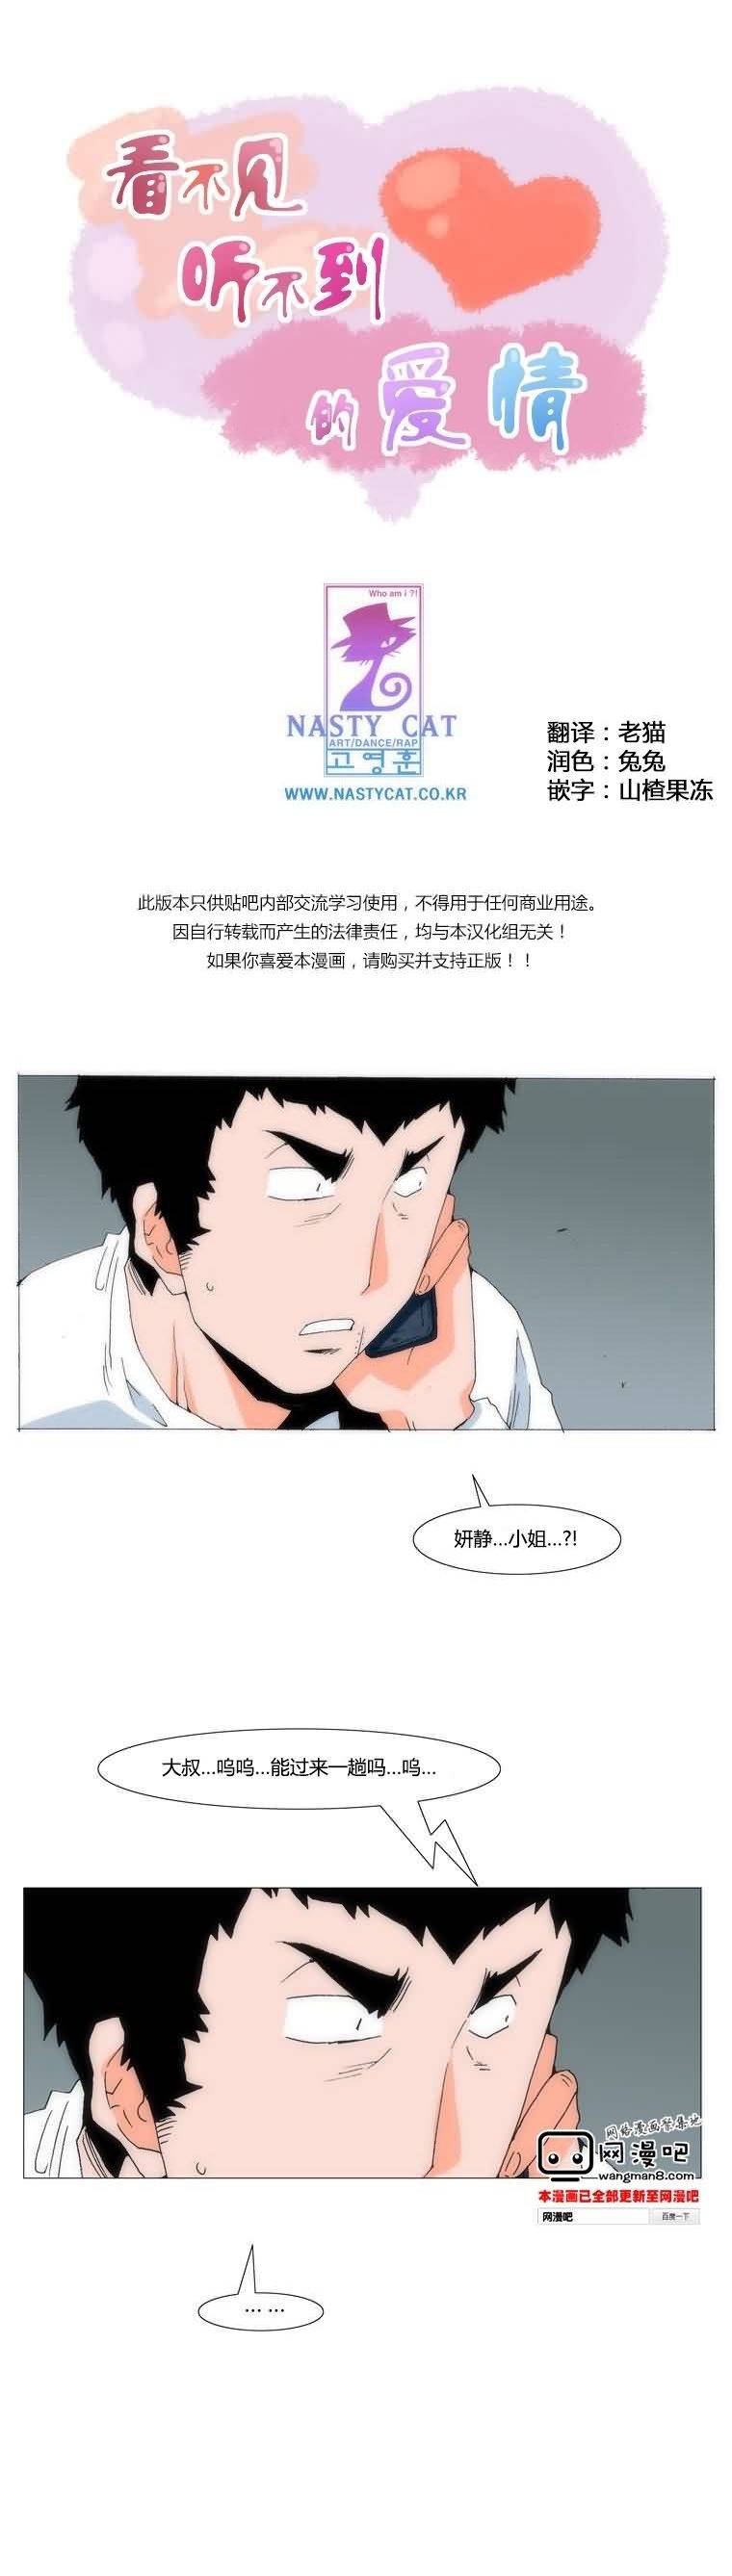 看不见
听不到
的爱情
Who am i ?!
NASTY CAT
ART/DANCE/RAP
고영훈
WWW.NASTYCAT.CO.KR
翻译：老猫
润色：兔兔
嵌字：山楂果冻
此版本只供贴吧内部交流学习使用，不得用于任何商业用途。
因自行转载而产生的法律责任，均与本汉化组无关！
如果你喜爱本漫画，请购买并支持正版！！
妍静...小姐...?!
大叔...呜呜...能过来一趟吗...呜...
网络漫画聚集地
网漫吧
wangman8.com
本漫画已全部更新至网漫吧
网漫吧
百度一下
... ...